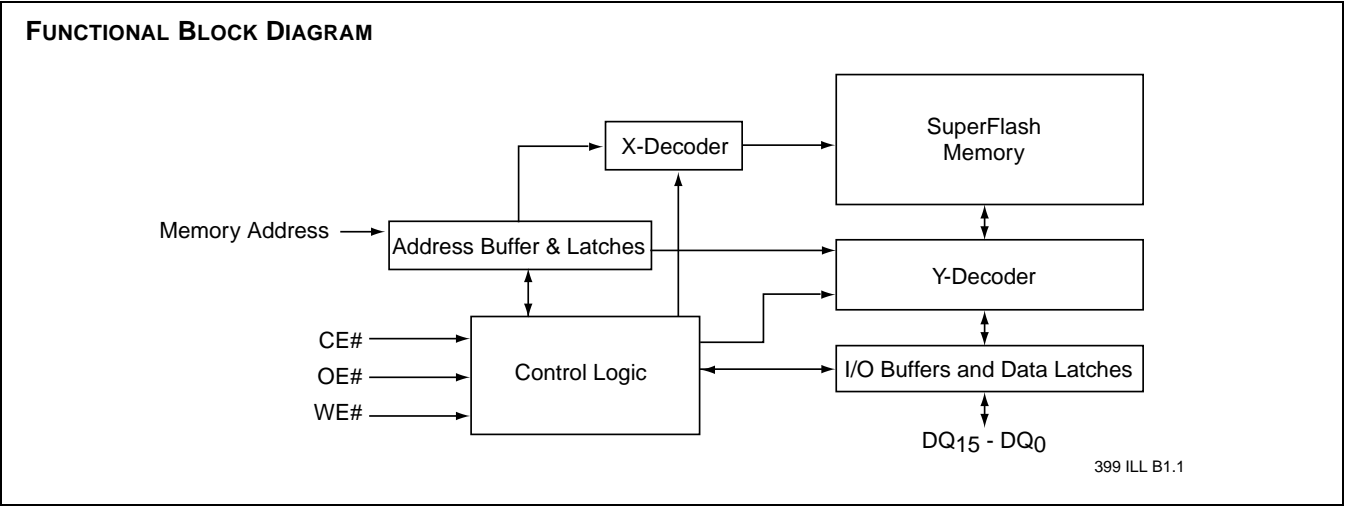 FUNCTIONAL BLOCK DIAGRAM
SuperFlash
Memory
X-Decoder
Memory Address
Address Buffer & Latches
Y-Decoder
CE#
OE#
WE#
Control Logic
I/O Buffers and Data Latches
DQ15 - DQ0
399 ILL B1.1